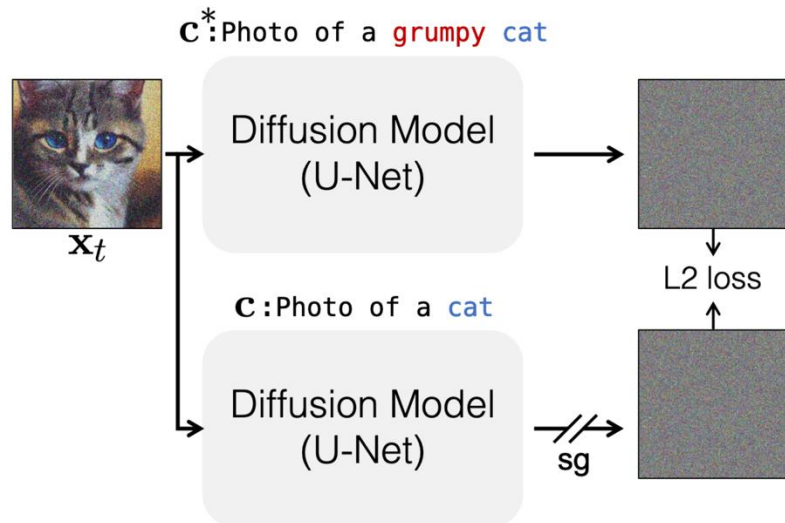 c*:Photo of a grumpy cat
Diffusion Model
(U-Net)
x_t
L2 loss
c:Photo of a cat
Diffusion Model
(U-Net)
sg